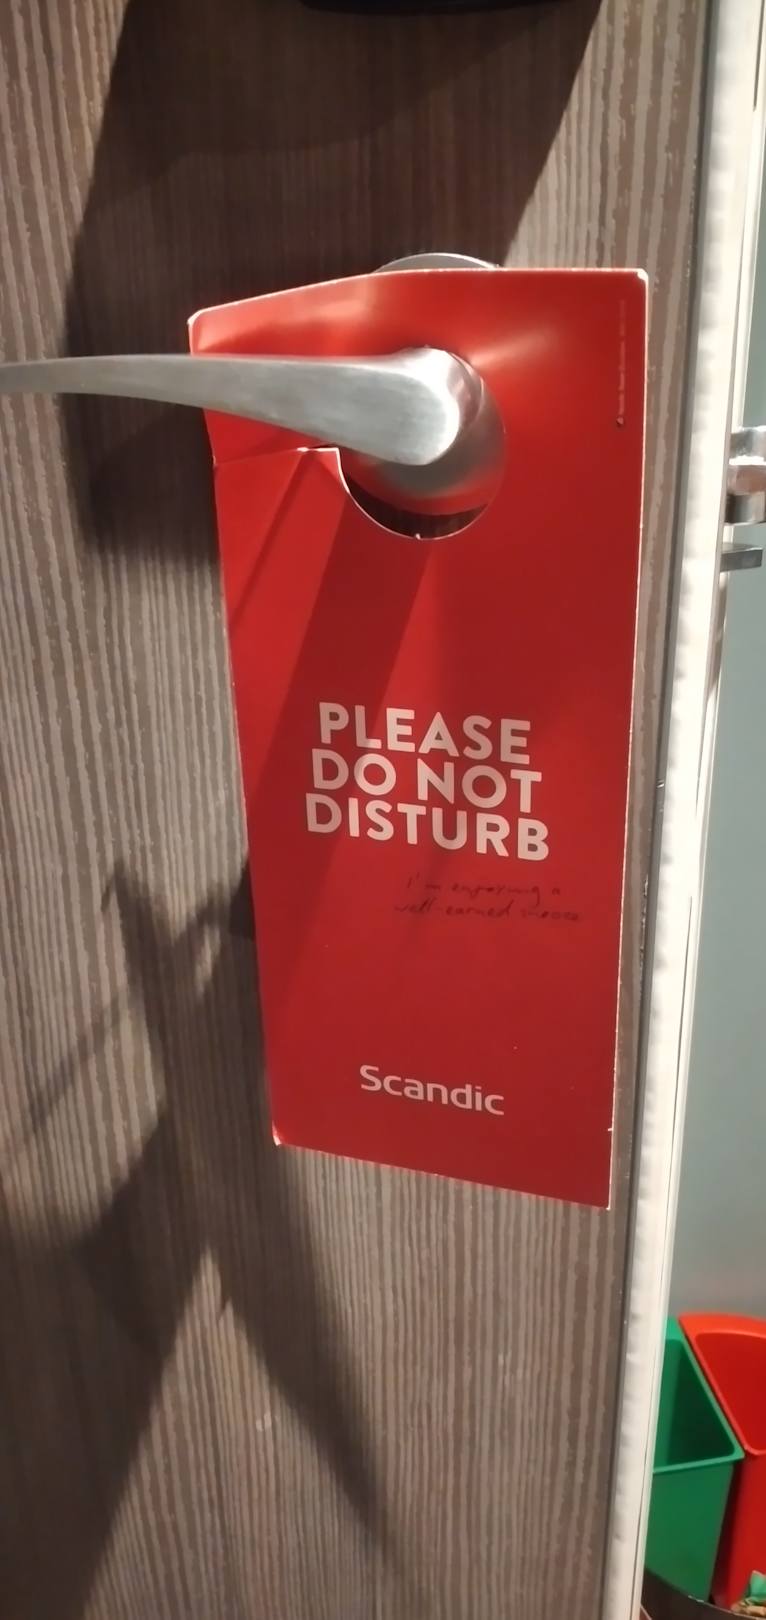 PLEASE
DO NOT
DISTURB
I'm enjoying a
well-earned snooze
Scandic